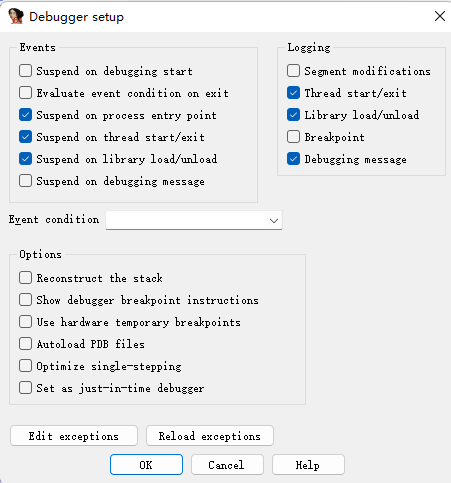 Debugger setup
Events
Suspend on debugging start
Evaluate event condition on exit
Suspend on process entry point
Suspend on thread start/exit
Suspend on library load/unload
Suspend on debugging message
Logging
Segment modifications
Thread start/exit
Library load/unload
Breakpoint
Debugging message
Event condition
Options
Reconstruct the stack
Show debugger breakpoint instructions
Use hardware temporary breakpoints
Autoload PDB files
Optimize single-stepping
Set as just-in-time debugger
Edit exceptions
Reload exceptions
OK
Cancel
Help